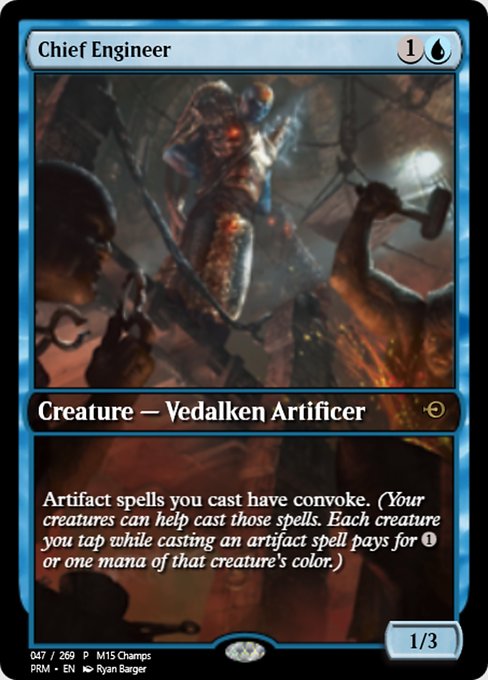 Chief Engineer 1
Creature — Vedalken Artificer
Artifact spells you cast have convoke. (Your
creatures can help cast those spells. Each creature
you tap while casting an artifact spell pays for 1
or one mana of that creature's color.)
1/3
047 / 269 P M15 Champs
PRM • EN Ryan Barger